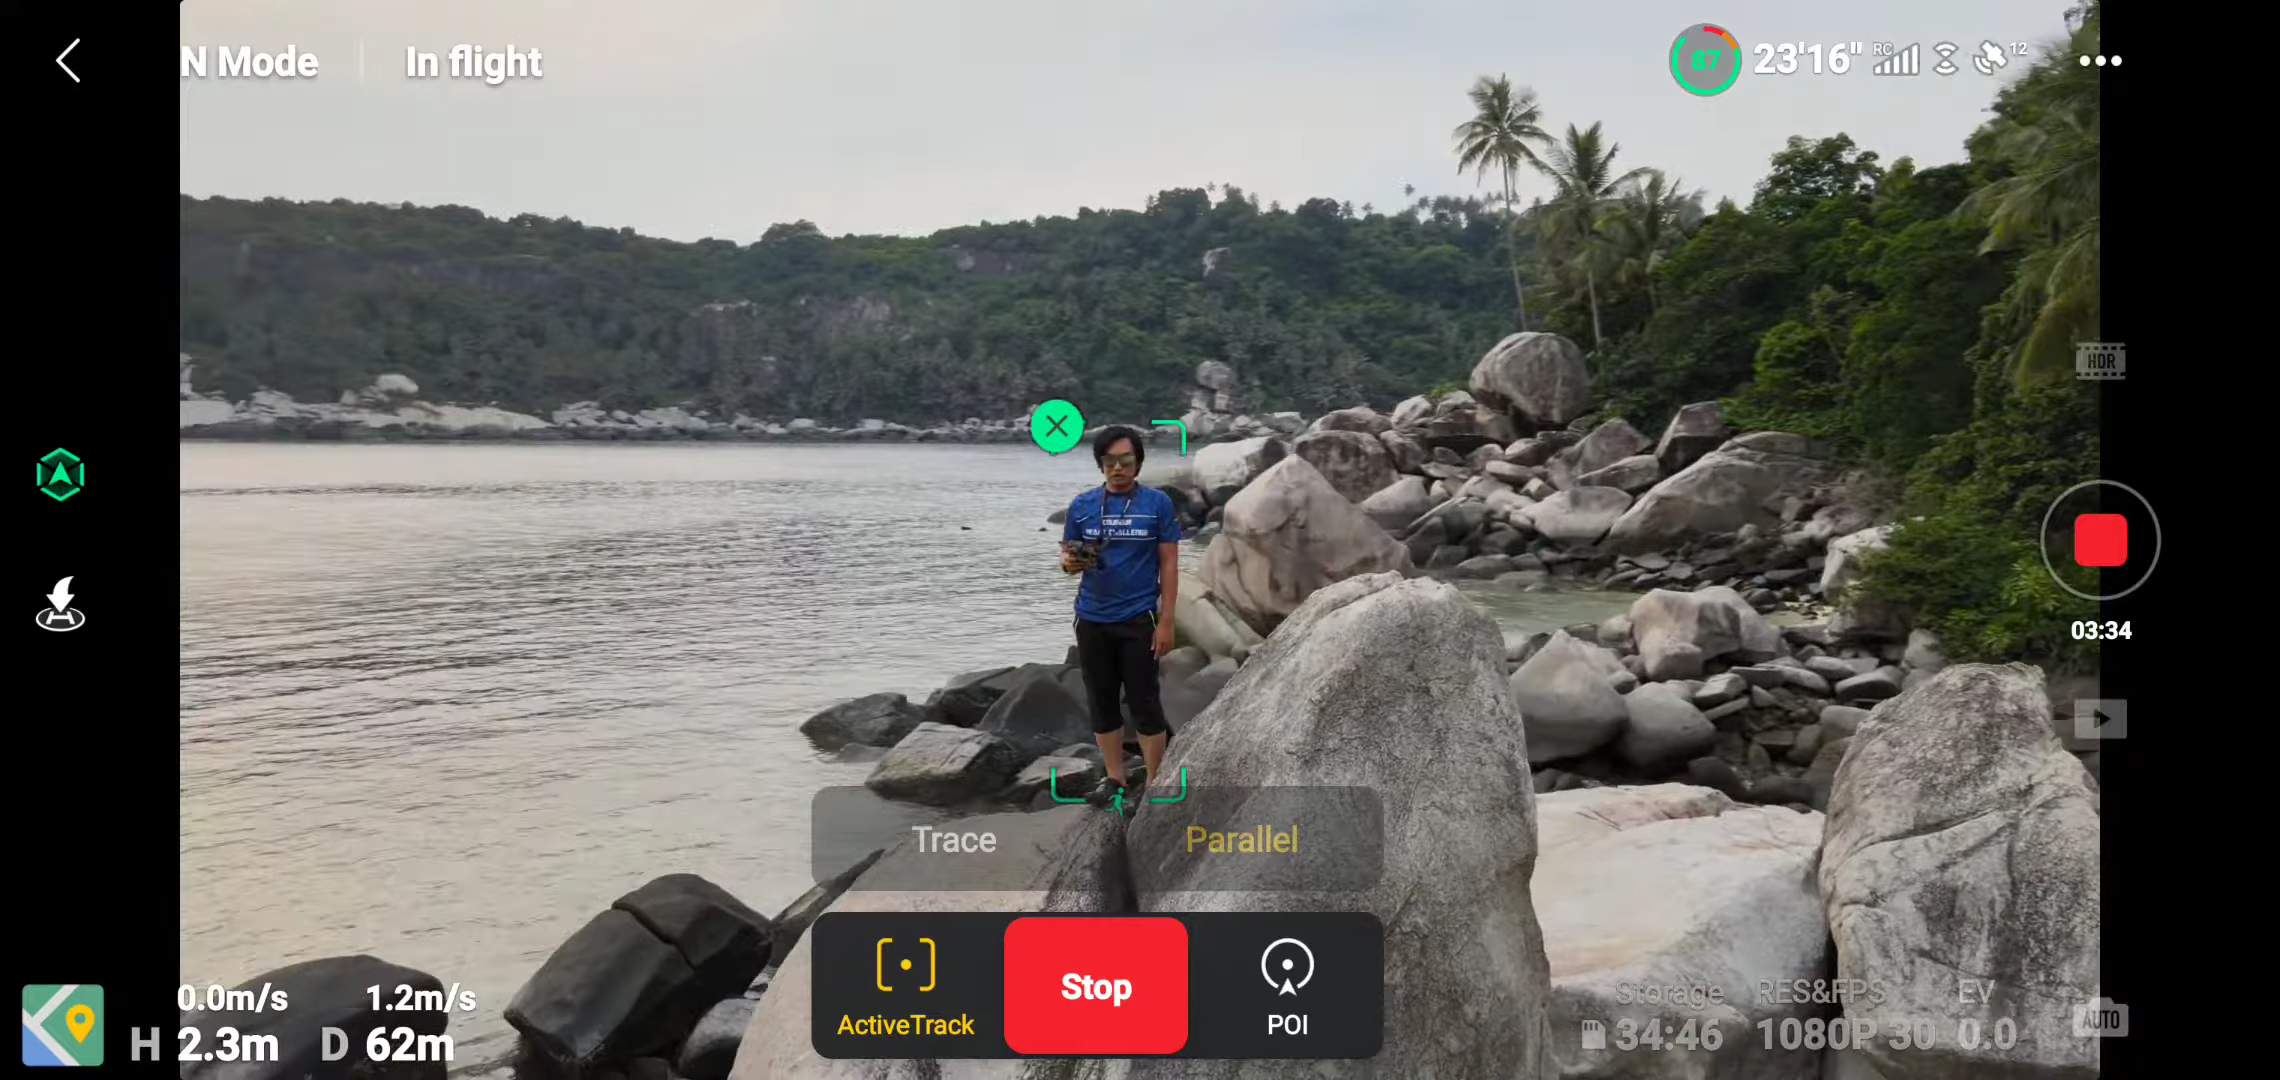 N Mode
In flight
87
23'16"
RC
12
HDR
03:34
Trace
Parallel
ActiveTrack
Stop
POI
0.0m/s
1.2m/s
H 2.3m
D 62m
Storage
RES&FPS
EV
34:46
1080P 30
0.0
AUTO